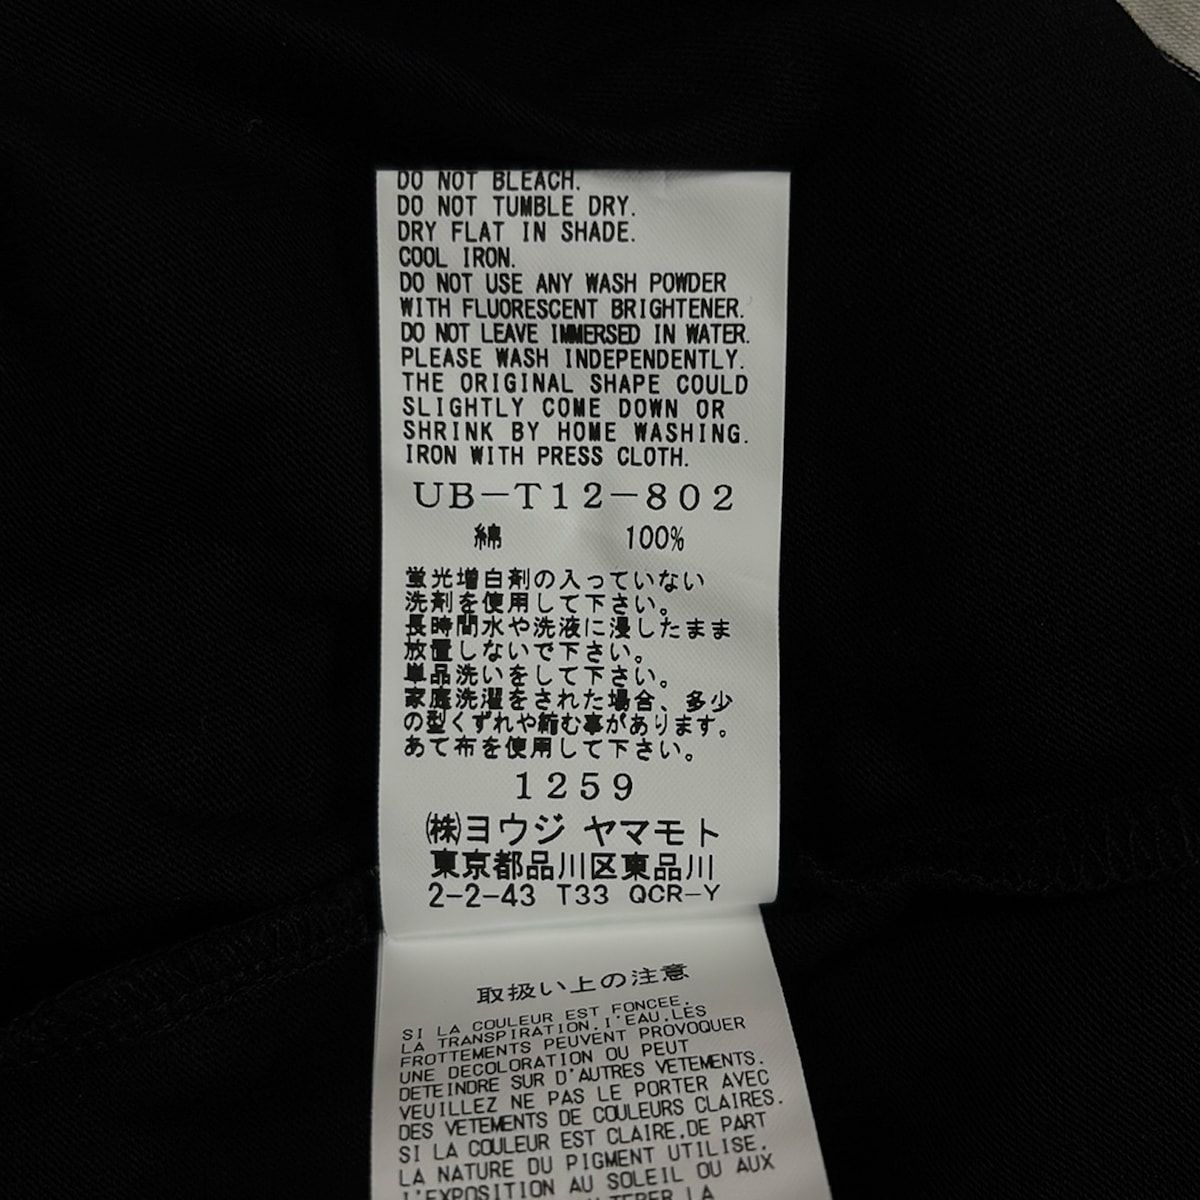 DO NOT BLEACH.
DO NOT TUMBLE DRY.
DRY FLAT IN SHADE.
COOL IRON.
DO NOT USE ANY WASH POWDER
WITH FLUORESCENT BRIGHTENER.
DO NOT LEAVE IMMERSED IN WATER.
PLEASE WASH INDEPENDENTLY.
THE ORIGINAL SHAPE COULD
SLIGHTLY COME DOWN OR
SHRINK BY HOME WASHING.
IRON WITH PRESS CLOTH.
UB-T12-802
綿 100%
蛍光増白剤の入っていない
洗剤を使用して下さい。
長時間水や洗液に浸したまま
放置しないで下さい。
単品洗いをして下さい。
家庭洗濯をされた場合、多少
の型くずれや縮む事があります。
あて布を使用して下さい。
1259
㈱ヨウジ ヤマモト
東京都品川区東品川
2-2-43 T33 QCR-Y
取扱い上の注意
SI LA COULEUR EST FONCEE,
LA TRANSPIRATION,I'EAU,LES
FROTTEMENTS PEUVENT PROVOQUER
UNE DECOLORATION OU PEUT
DETEINDRE SUR D'AUTRES VETEMENTS.
VEUILLEZ NE PAS LE PORTER AVEC
DES VETEMENTS DE COULEURS CLAIRES.
SI LA COULEUR EST CLAIRE,DE PART
LA NATURE DU PIGMENT UTILISE,
I'EXPOSITION AU SOLEIL OU AUX
LA